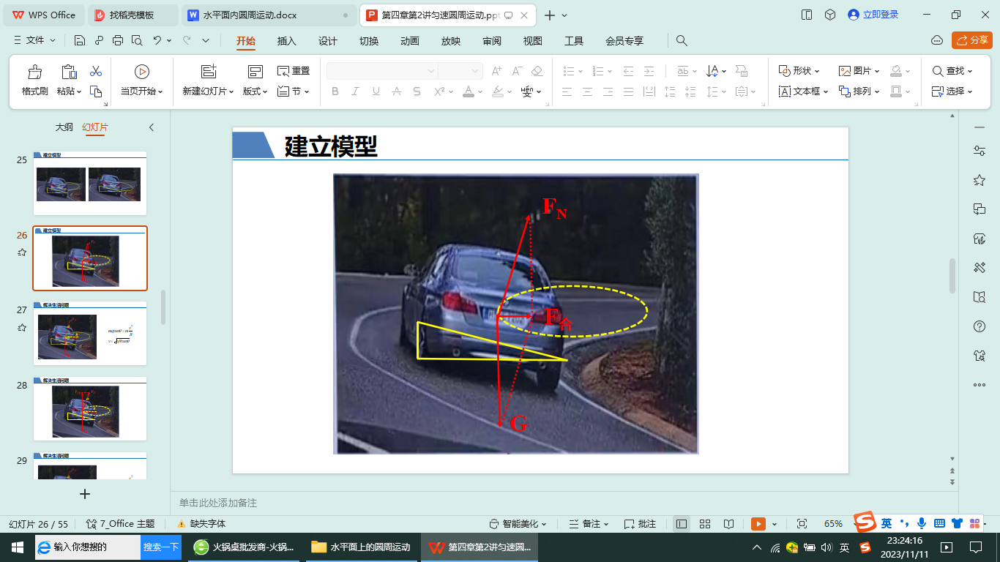 WPS Office
找稻壳模板
水平面内圆周运动.docx
第四章第2讲匀速圆周运动.ppt
立即登录
文件
开始
插入
设计
切换
动画
放映
审阅
视图
工具
会员专享
分享
格式刷
粘贴
当页开始
新建幻灯片
版式
重置
节
B I U A S X²
A
wén 变
ab
形状
文本框
图片
排列
查找
选择
大纲
幻灯片
25
建立模型
26
建立模型
27
解决生活问题
28
解决生活问题
29
解决生活问题
建立模型
FN
F合
G
单击此处添加备注
幻灯片 26 / 55
7_Office 主题
缺失字体
智能美化
备注
批注
65%
英
输入你想搜的
搜索一下
火锅桌批发商-火锅...
水平面上的圆周运动
第四章第2讲匀速圆...
英
23:24:16
2023/11/11